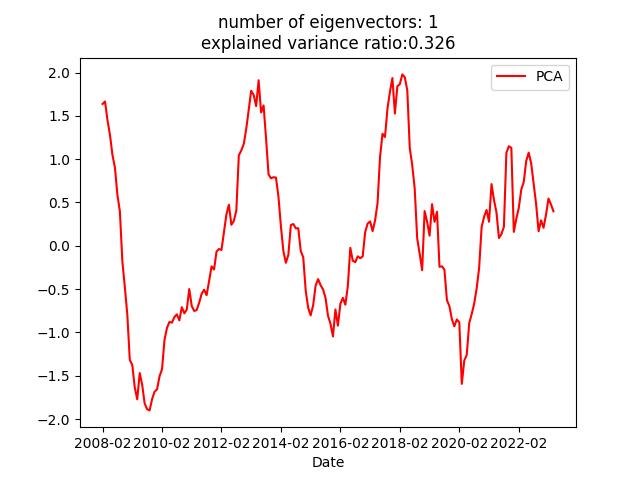 number of eigenvectors: 1
explained variance ratio:0.326
PCA
2.0
1.5
1.0
0.5
0.0
−0.5
−1.0
−1.5
−2.0
2008-02 2010-02 2012-02 2014-02 2016-02 2018-02 2020-02 2022-02
Date